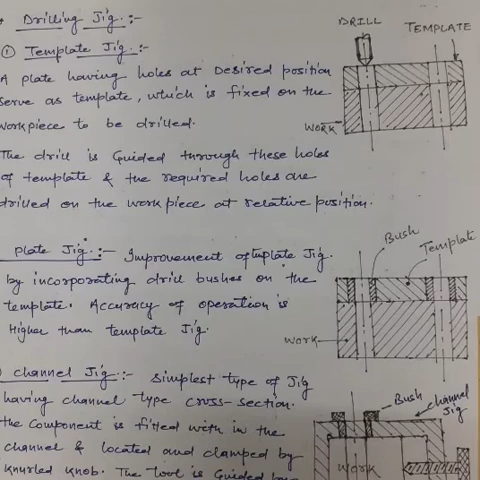 Drilling Jig :-
① Template Jig :-
A plate having holes at Desired position
serve as template, which is fixed on the
workpiece to be drilled.
The drill is Guided through these holes
of template & the required holes are
drilled on the workpiece at relative position.
DRILL
TEMPLATE
WORK
Plate Jig :- Improvement of template Jig.
by incorporating drill bushes on the
template. Accuracy of operation is
Higher than template Jig.
Bush
Template
WORK
Channel Jig :- Simplest type of Jig
having channel type cross-section.
the component is fitted with in the
channel & located and clamped by
knurled knob. The tool is Guided
Bush
channel
Jig
WORK